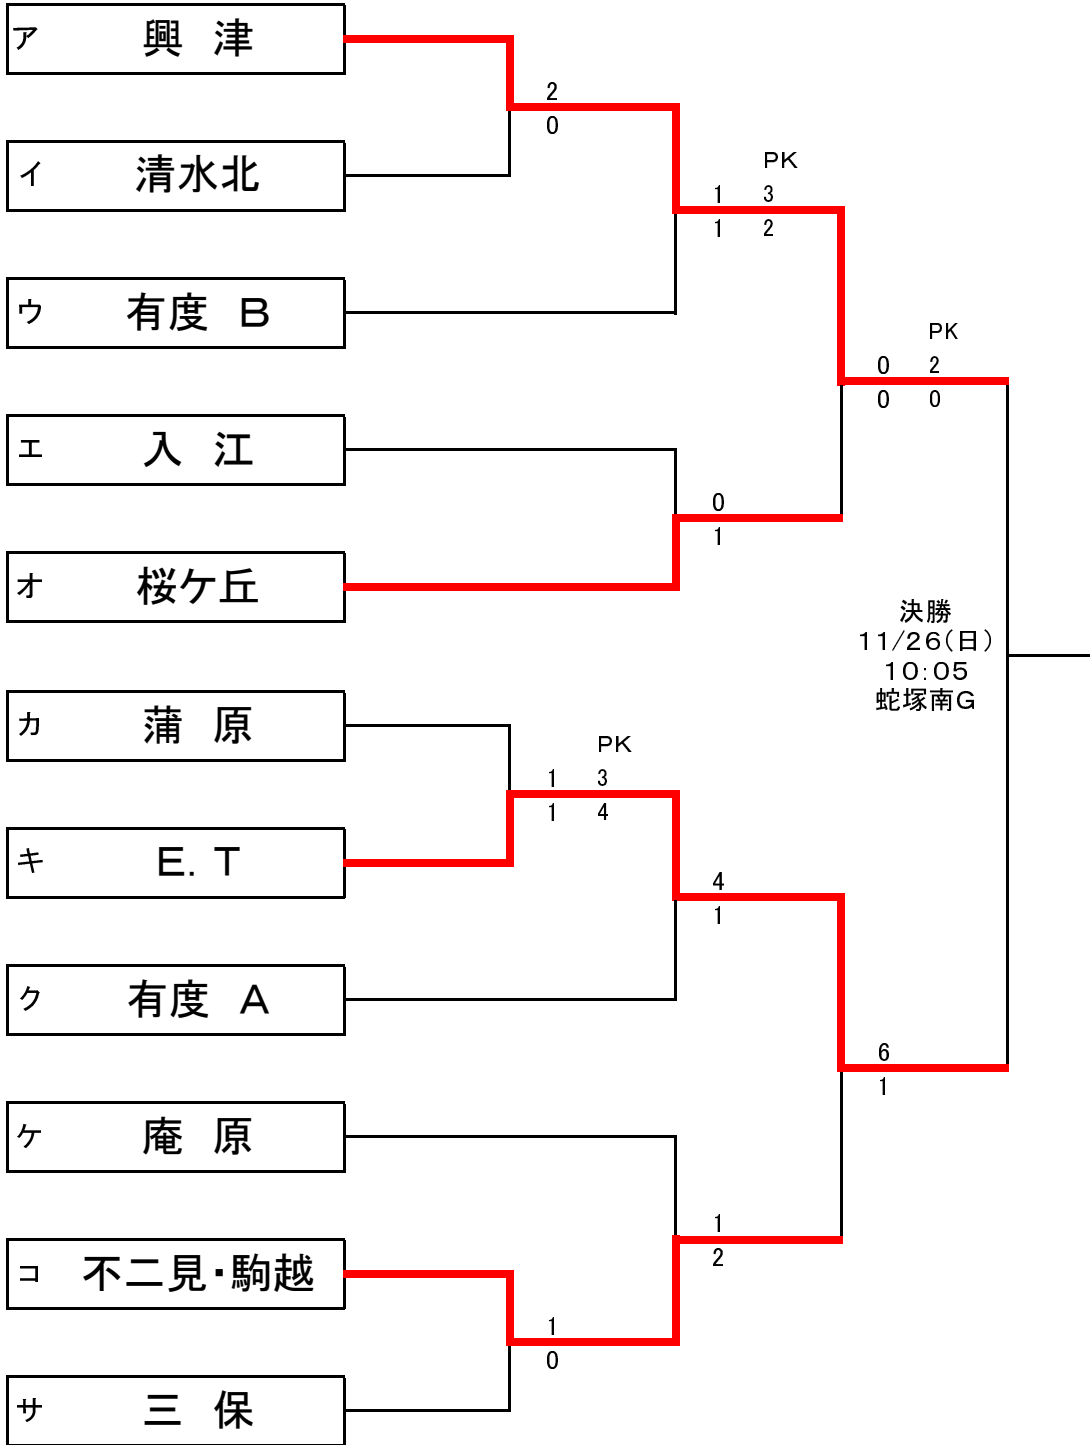 ア 興 津
2
0
イ 清水北
PK
1 3
1 2
ウ 有度 B
PK
0 2
0 0
エ 入 江
0
1
オ 桜ケ丘
決勝
11/26(日)
10:05
蛇塚南G
カ 蒲 原
PK
1 3
1 4
キ E.T
4
1
ク 有度 A
6
1
ケ 庵 原
1
2
コ 不二見・駒越
1
0
サ 三 保